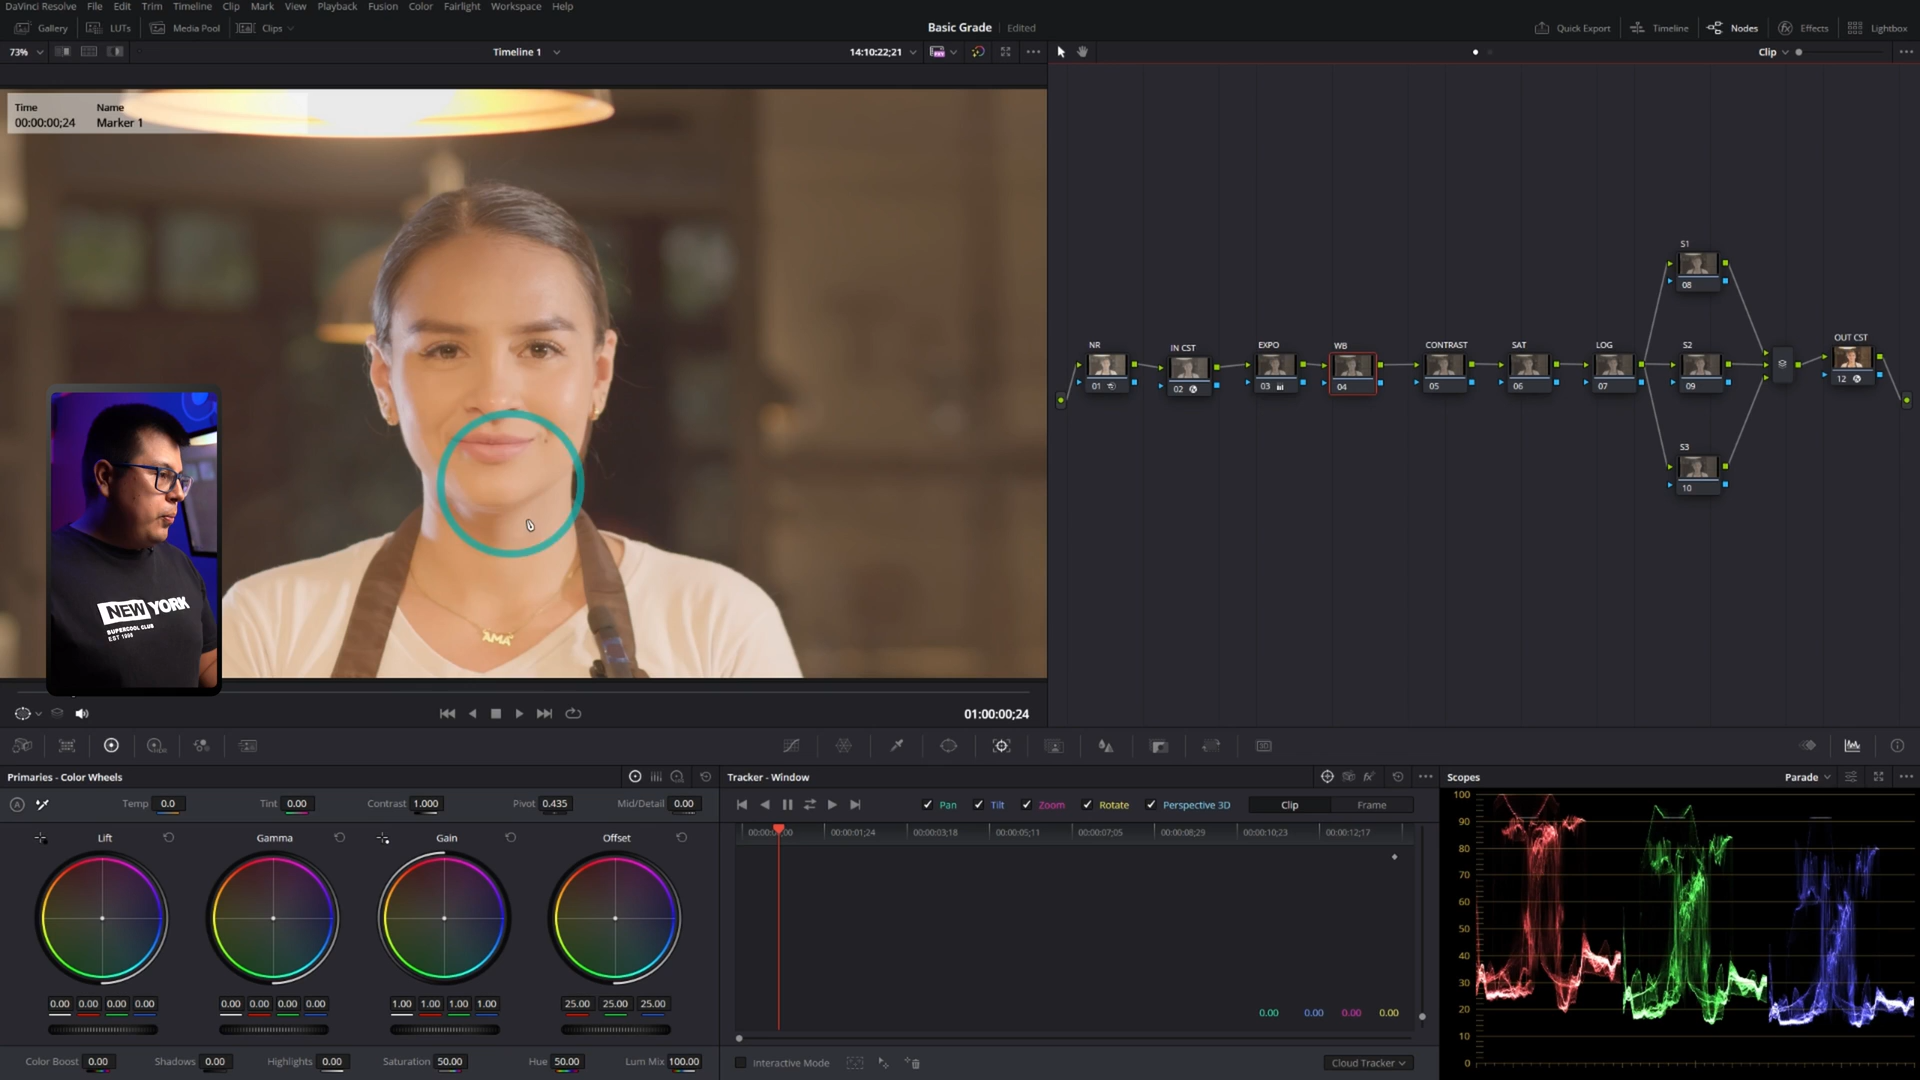 DaVinci Resolve File Edit Trim Timeline Clip Mark View Playback Fusion Color Fairlight Workspace Help
Gallery LUTs Media Pool Clips Basic Grade Edited Quick Export Timeline Nodes Effects Lightbox
73% Timeline 1 14:10:22;21 Clip
Time Name
00:00:00;24 Marker 1
S1
08
NR IN CST EXPO WB CONTRAST SAT LOG S2 OUT CST
01 02 03 04 05 06 07 09 12
S3
10
AMA
NEW YORK
SUPERCOOL CLUB
EST 1996
01:00:00;24
Primaries - Color Wheels
Temp 0.0 Tint 0.00 Contrast 1.000 Pivot 0.435 Mid/Detail 0.00
Lift Gamma Gain Offset
0.00 0.00 0.00 0.00 0.00 0.00 0.00 0.00 1.00 1.00 1.00 1.00 25.00 25.00 25.00
Color Boost 0.00 Shadows 0.00 Highlights 0.00 Saturation 50.00 Hue 50.00 Lum Mix 100.00
Tracker - Window
Pan Tilt Zoom Rotate Perspective 3D Clip Frame
00:00:01;24 00:00:03;18 00:00:05;11 00:00:07;05 00:00:08;29 00:00:10;23 00:00:12;17
0.00 0.00 0.00 0.00
Interactive Mode Cloud Tracker
Scopes Parade
100
90
80
70
60
50
40
30
20
10
0